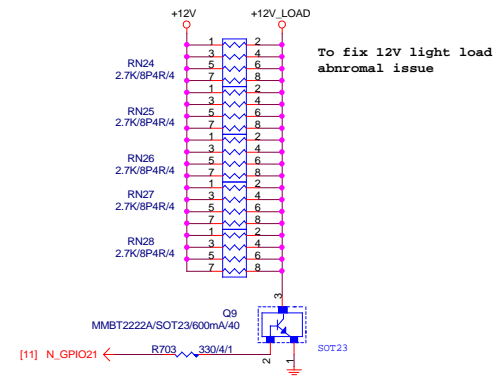 +12V +12V_LOAD
To fix 12V light load
abnromal issue
1 2
3 4
RN24 5 6
2.7K/8P4R/4 7 8
1 2
3 4
RN25 5 6
2.7K/8P4R/4 7 8
1 2
RN26 3 4
2.7K/8P4R/4 5 6
7 8
1 2
RN27 3 4
2.7K/8P4R/4 5 6
7 8
1 2
RN28 3 4
2.7K/8P4R/4 5 6
7 8
3
Q9
MMBT2222A/SOT23/600mA/40
SOT23
[11] N_GPIO21 R703 330/4/1
2 1